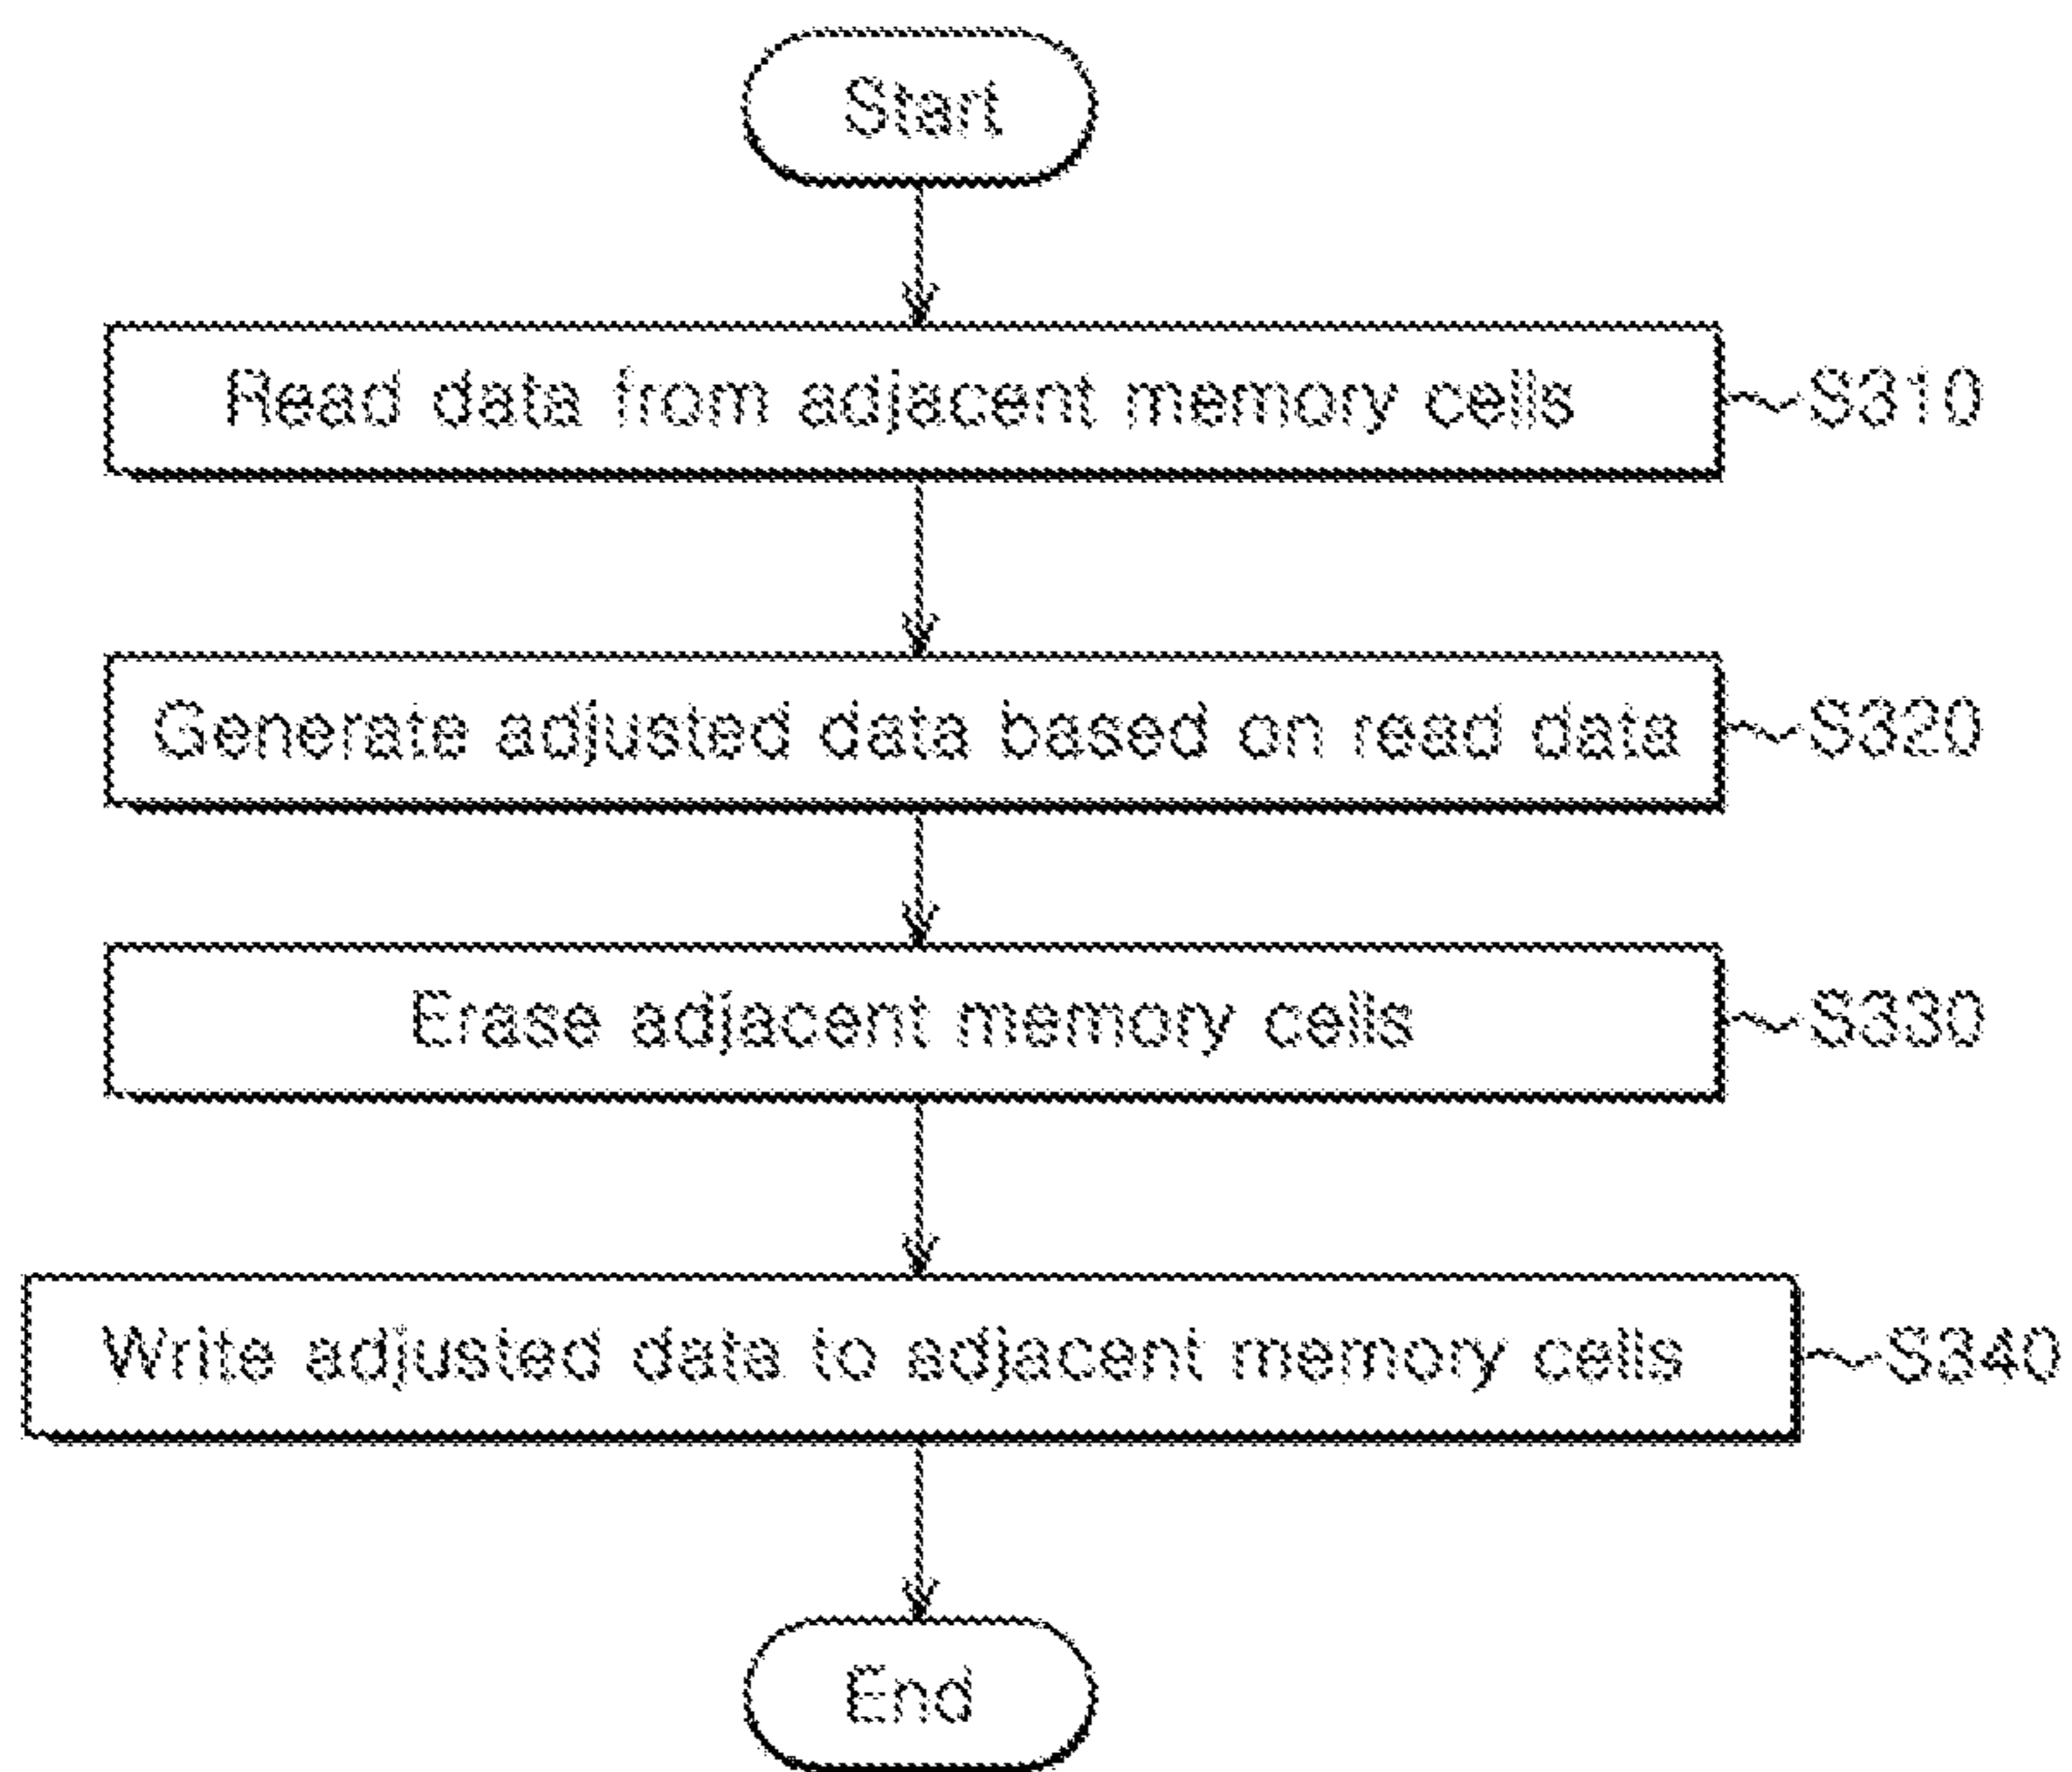 Start
Read data from adjacent memory cells
S310
Generate adjusted data based on read data
S320
Erase adjacent memory cells
S330
Write adjusted data to adjacent memory cells
S340
End